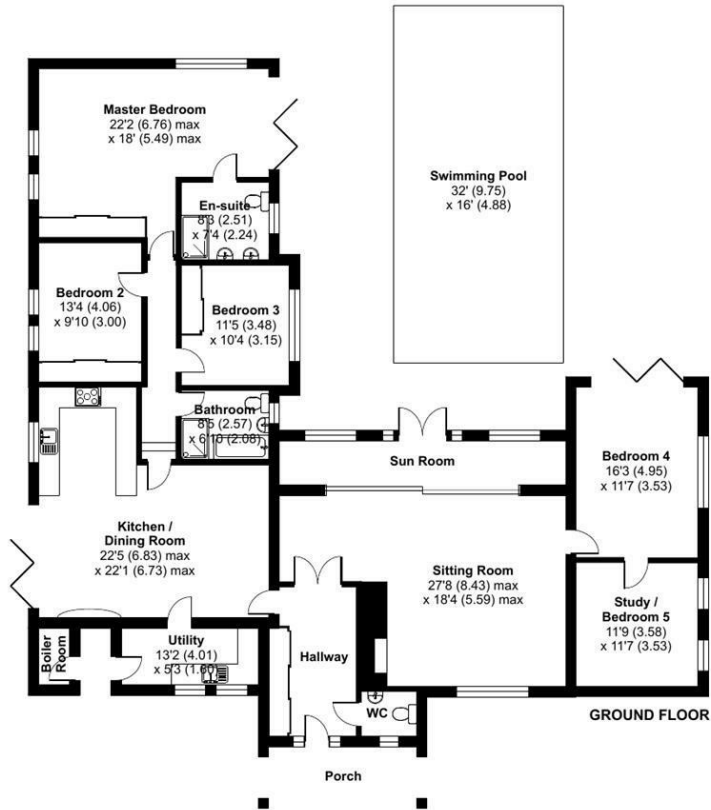 Master Bedroom
22'2 (6.76) max
x 18' (5.49) max
Swimming Pool
32' (9.75)
x 16' (4.88)
En-suite
8'3 (2.51)
x 7'4 (2.24)
Bedroom 2
13'4 (4.06)
x 9'10 (3.00)
Bedroom 3
11'5 (3.48)
x 10'4 (3.15)
Bathroom
8'5 (2.57)
x 6'10 (2.08)
Sun Room
Bedroom 4
16'3 (4.95)
x 11'7 (3.53)
Kitchen /
Dining Room
22'5 (6.83) max
x 22'1 (6.73) max
Sitting Room
27'8 (8.43) max
x 18'4 (5.59) max
Study /
Bedroom 5
11'9 (3.58)
x 11'7 (3.53)
Boiler
Room
Utility
13'2 (4.01)
x 5'3 (1.60)
Hallway
WC
GROUND FLOOR
Porch